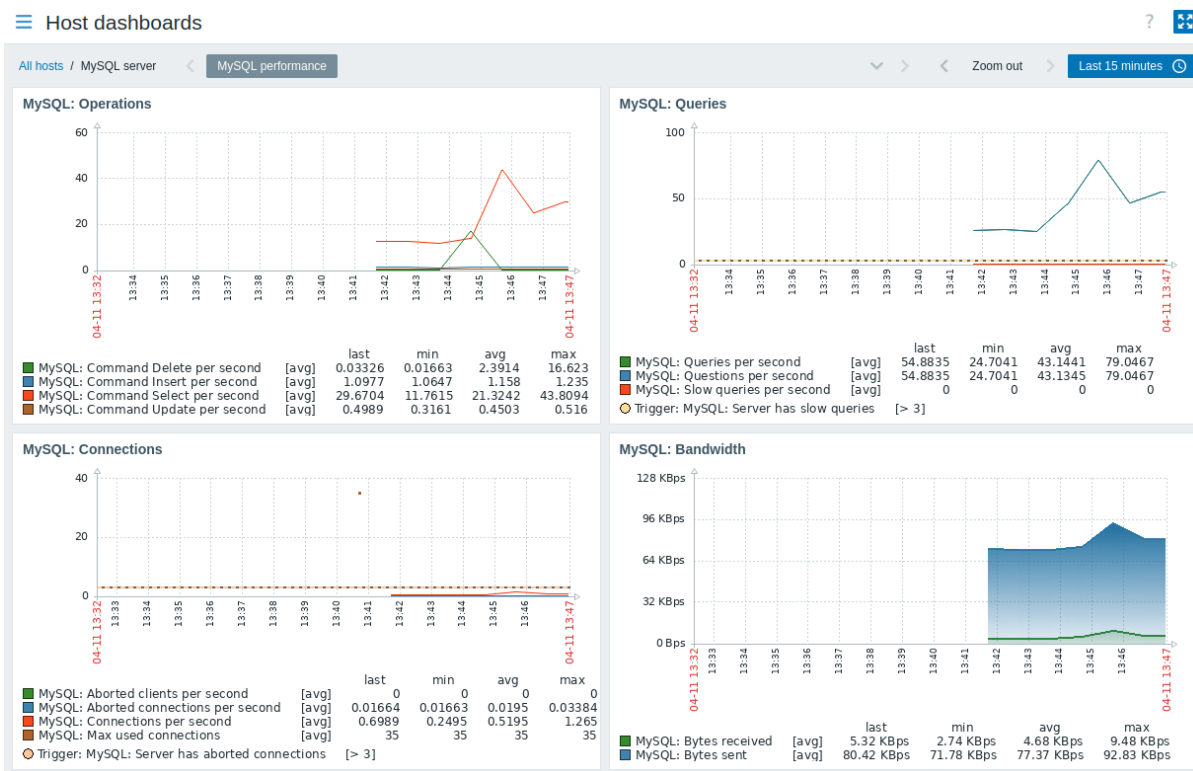 Host dashboards ?
All hosts / MySQL server MySQL performance Zoom out Last 15 minutes
MySQL: Operations
60
40
20
0
04-11 13:32 13:34 13:35 13:36 13:37 13:38 13:39 13:40 13:41 13:42 13:43 13:44 13:45 13:46 13:47 04-11 13:47
last min avg max
MySQL: Command Delete per second [avg] 0.03326 0.01663 2.3914 16.623
MySQL: Command Insert per second [avg] 1.0977 1.0647 1.158 1.235
MySQL: Command Select per second [avg] 29.6704 11.7615 21.3242 43.8094
MySQL: Command Update per second [avg] 0.4989 0.3161 0.4503 0.516
MySQL: Queries
100
50
0
04-11 13:32 13:34 13:35 13:36 13:37 13:38 13:39 13:40 13:41 13:42 13:43 13:44 13:45 13:46 13:47 04-11 13:47
last min avg max
MySQL: Queries per second [avg] 54.8835 24.7041 43.1441 79.0467
MySQL: Questions per second [avg] 54.8835 24.7041 43.1345 79.0467
MySQL: Slow queries per second [avg] 0 0 0 0
Trigger: MySQL: Server has slow queries [> 3]
MySQL: Connections
40
20
0
04-11 13:32 13:33 13:34 13:35 13:36 13:37 13:38 13:39 13:40 13:41 13:42 13:43 13:44 13:45 13:46 04-11 13:47
last min avg max
MySQL: Aborted clients per second [avg] 0 0 0 0
MySQL: Aborted connections per second [avg] 0.01664 0.01663 0.0195 0.03384
MySQL: Connections per second [avg] 0.6989 0.2495 0.5195 1.265
MySQL: Max used connections [avg] 35 35 35 35
Trigger: MySQL: Server has aborted connections [> 3]
MySQL: Bandwidth
128 KBps
96 KBps
64 KBps
32 KBps
0 Bps
04-11 13:32 13:33 13:34 13:35 13:36 13:37 13:38 13:39 13:40 13:41 13:42 13:43 13:44 13:45 13:46 04-11 13:47
last min avg max
MySQL: Bytes received [avg] 5.32 KBps 2.74 KBps 4.68 KBps 9.48 KBps
MySQL: Bytes sent [avg] 80.42 KBps 71.78 KBps 77.37 KBps 92.83 KBps